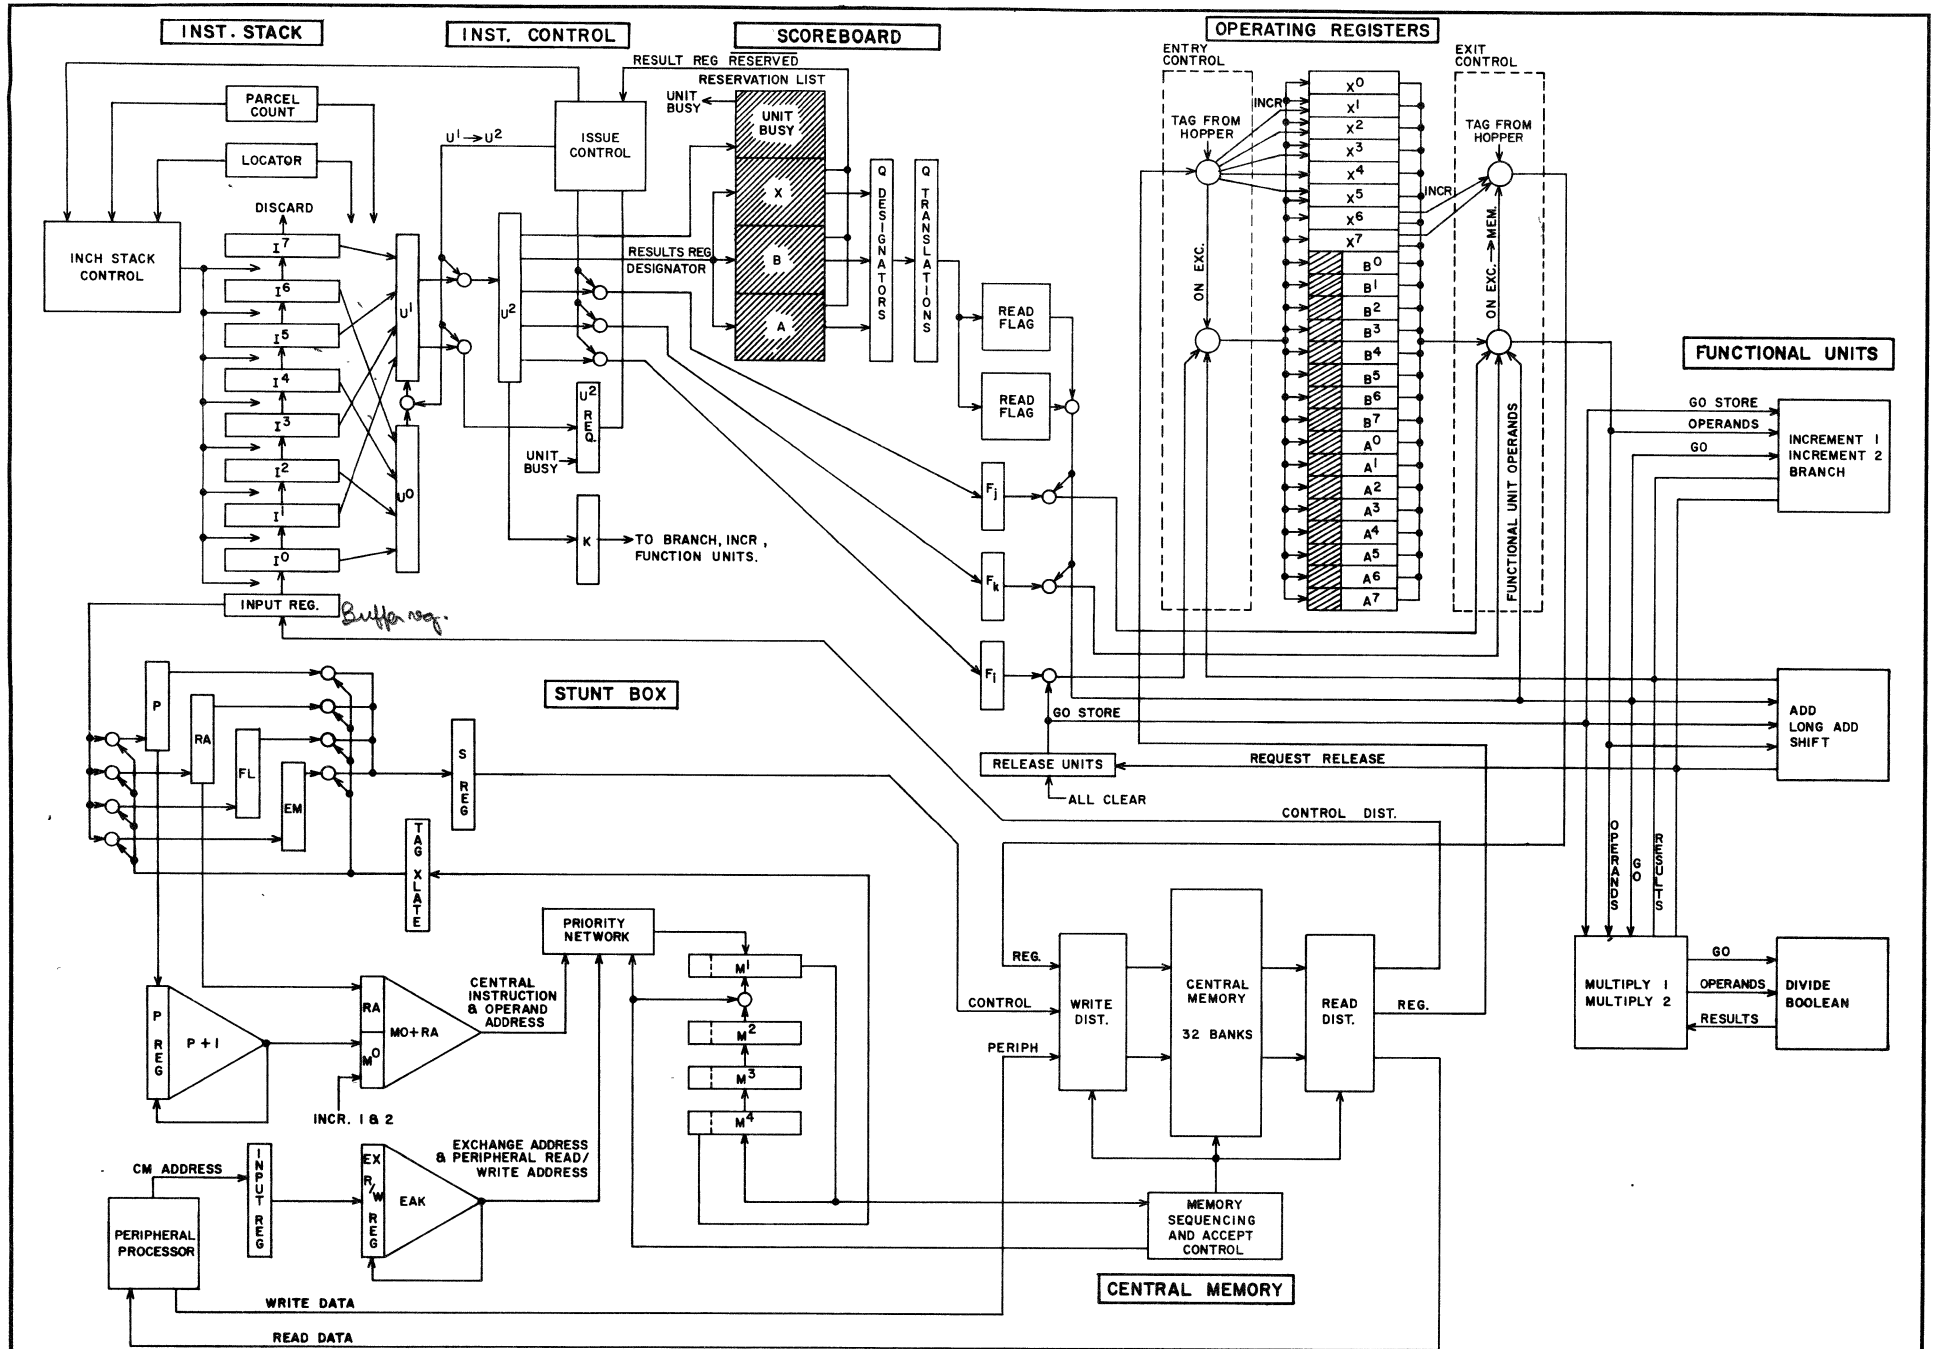 INST. STACK
INST. CONTROL
SCOREBOARD
OPERATING REGISTERS
RESULT REG RESERVED
RESERVATION LIST
UNIT
BUSY
PARCEL
COUNT
LOCATOR
DISCARD
INCH STACK
CONTROL
I7
I6
I5
I4
I3
I2
I1
I0
INPUT REG.
Buffer reg.
U1
U0
U1→U2
ISSUE
CONTROL
U2
RESULTS REG
DESIGNATOR
U2 REQ.
UNIT
BUSY
K
TO BRANCH, INCR,
FUNCTION UNITS.
UNIT
BUSY
X
B
A
Q DESIGNATORS
Q TRANSLATIONS
READ
FLAG
READ
FLAG
Fj
Fk
Fi
GO STORE
RELEASE UNITS
ALL CLEAR
REQUEST RELEASE
ENTRY
CONTROL
TAG FROM
HOPPER
ON EXC.
INCR
X0
X1
X2
X3
X4
X5
X6
X7
B0
B1
B2
B3
B4
B5
B6
B7
A0
A1
A2
A3
A4
A5
A6
A7
EXIT
CONTROL
TAG FROM
HOPPER
INCR
ON EXC.→MEM.
FUNCTIONAL UNIT OPERANDS
FUNCTIONAL UNITS
GO STORE
OPERANDS
GO
INCREMENT 1
INCREMENT 2
BRANCH
ADD
LONG ADD
SHIFT
OPERANDS
GO
RESULTS
MULTIPLY 1
MULTIPLY 2
GO
OPERANDS
RESULTS
DIVIDE
BOOLEAN
STUNT BOX
P
RA
FL
EM
S REG
TAG XLATE
P REG
P+1
RA
M0
MO+RA
INCR. 1 & 2
CENTRAL
INSTRUCTION
& OPERAND
ADDRESS
PRIORITY
NETWORK
M1
M2
M3
M4
EXCHANGE ADDRESS
& PERIPHERAL READ/
WRITE ADDRESS
CM ADDRESS
INPUT REG
EX R/W REG
EAK
PERIPHERAL
PROCESSOR
WRITE DATA
READ DATA
CONTROL DIST.
REG.
CONTROL
PERIPH
WRITE
DIST.
CENTRAL
MEMORY
32 BANKS
READ
DIST.
REG.
MEMORY
SEQUENCING
AND ACCEPT
CONTROL
CENTRAL MEMORY